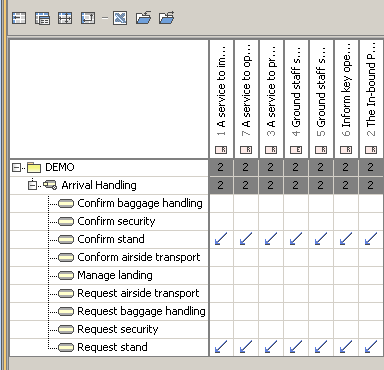 1 A service to im...
7 A service to op...
3 A service to pr...
4 Ground staff s...
5 Ground staff s...
6 Inform key ope...
2 The In-bound P...
DEMO 2 2 2 2 2 2 2
Arrival Handling 2 2 2 2 2 2 2
Confirm baggage handling
Confirm security
Confirm stand
Conform airside transport
Manage landing
Request airside transport
Request baggage handling
Request security
Request stand